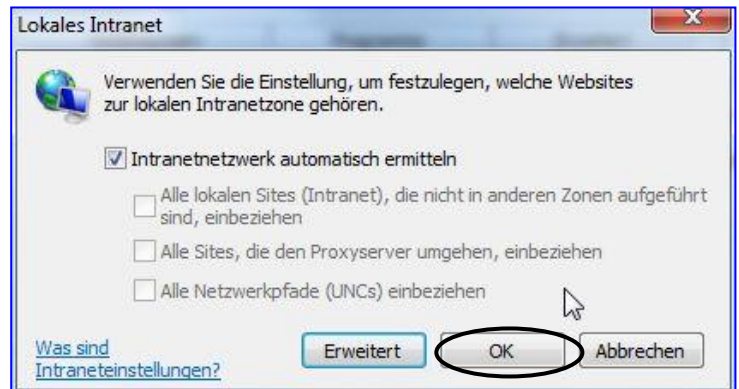 Lokales Intranet
Verwenden Sie die Einstellung, um festzulegen, welche Websites
zur lokalen Intranetzone gehören.
Intranetnetzwerk automatisch ermitteln
Alle lokalen Sites (Intranet), die nicht in anderen Zonen aufgeführt
sind, einbeziehen
Alle Sites, die den Proxyserver umgehen, einbeziehen
Alle Netzwerkpfade (UNCs) einbeziehen
Was sind
Intraneteinstellungen?
Erweitert
OK
Abbrechen